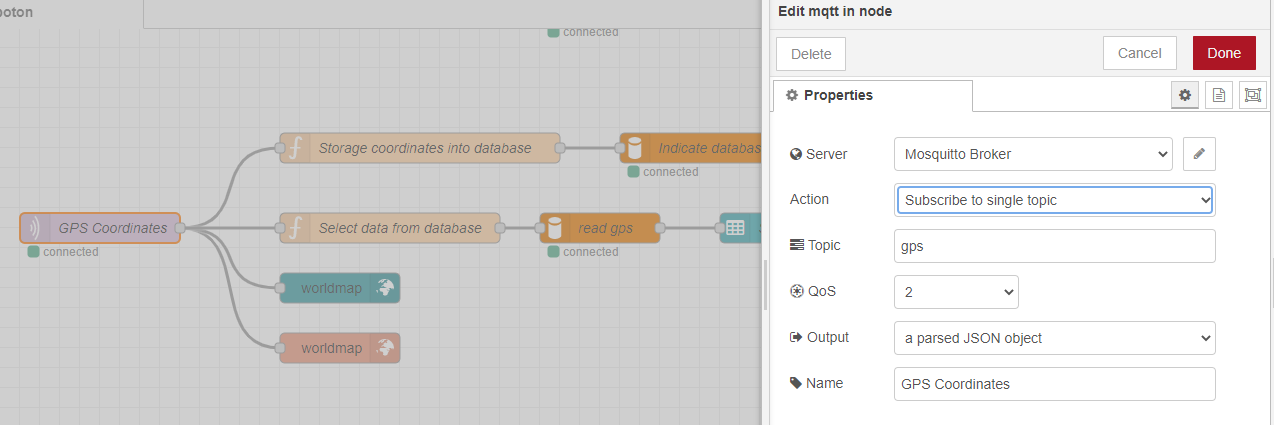 oton
Edit mqtt in node
connected
Delete
Cancel
Done
Properties
Storage coordinates into database
Indicate databas
connected
Server
Mosquitto Broker
Action
Subscribe to single topic
GPS Coordinates
connected
Select data from database
read gps
connected
Topic
gps
worldmap
QoS
2
worldmap
Output
a parsed JSON object
Name
GPS Coordinates